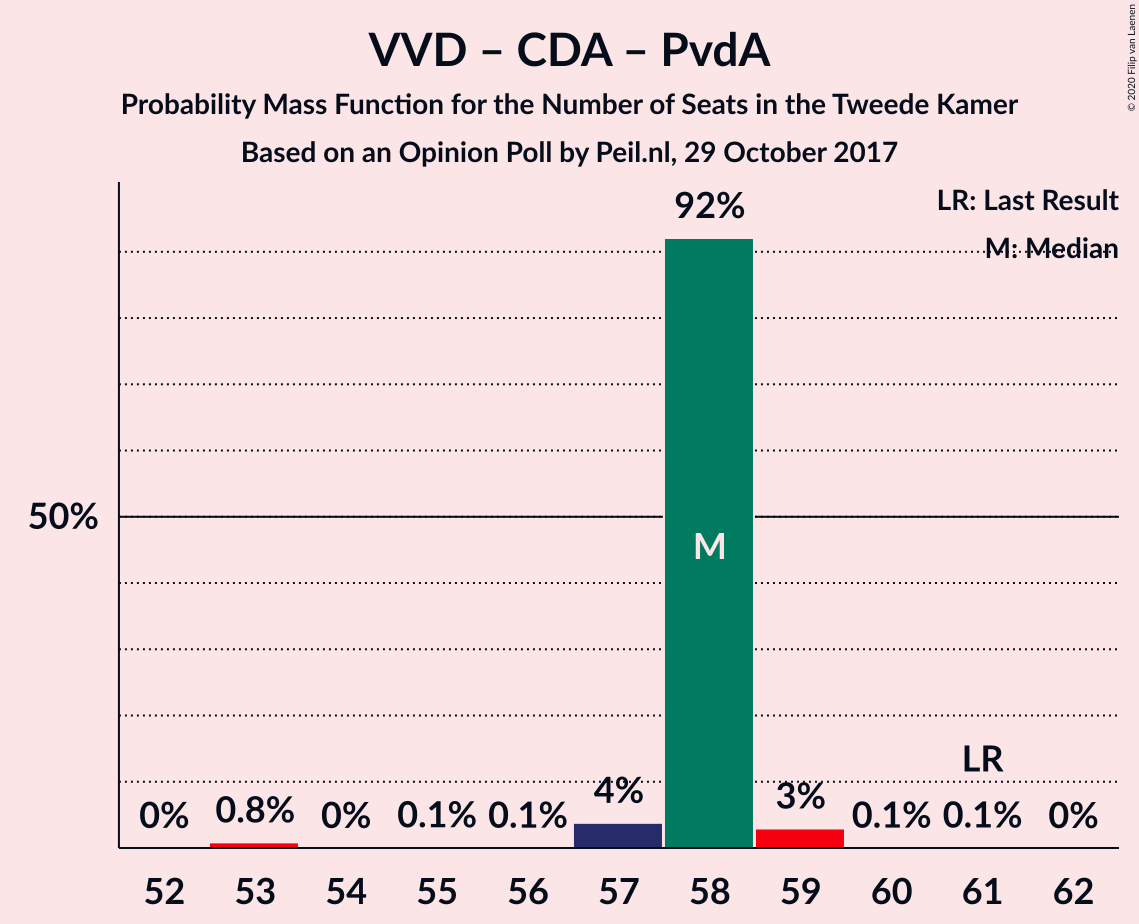 VVD – CDA – PvdA
Probability Mass Function for the Number of Seats in the Tweede Kamer
Based on an Opinion Poll by Peil.nl, 29 October 2017
© 2020 Filip van Laenen
LR: Last Result
M: Median
92%
50%
M
LR
0% 0.8% 0% 0.1% 0.1% 4% 3% 0.1% 0.1% 0%
52 53 54 55 56 57 58 59 60 61 62